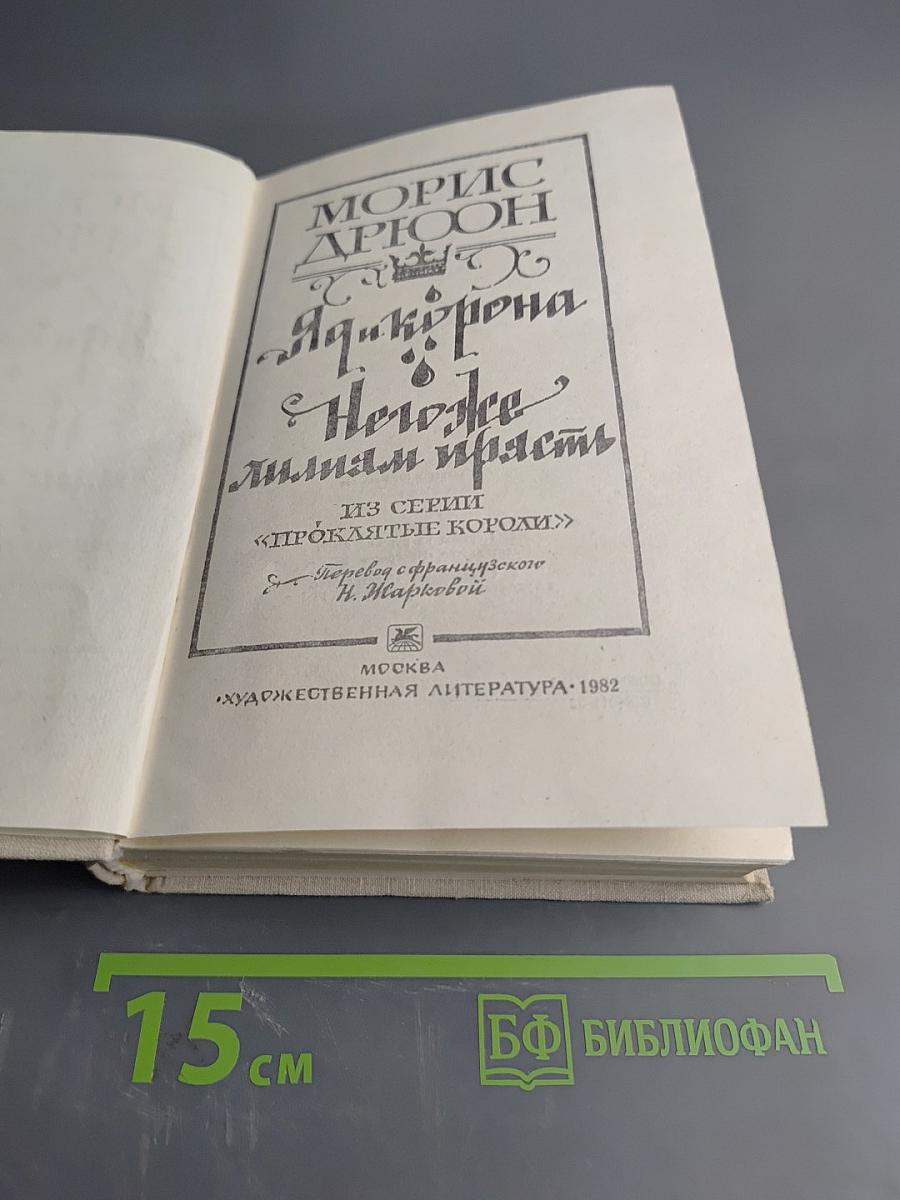 МОРИС
ДРЮОН
Яд и корона
Негоже
лилиям прясть
ИЗ СЕРИИ
«ПРОКЛЯТЫЕ КОРОЛИ»
Перевод с французского
Н. Жарковой
МОСКВА
·ХУДОЖЕСТВЕННАЯ ЛИТЕРАТУРА· 1982
15 см
БФ БИБЛИОФАН